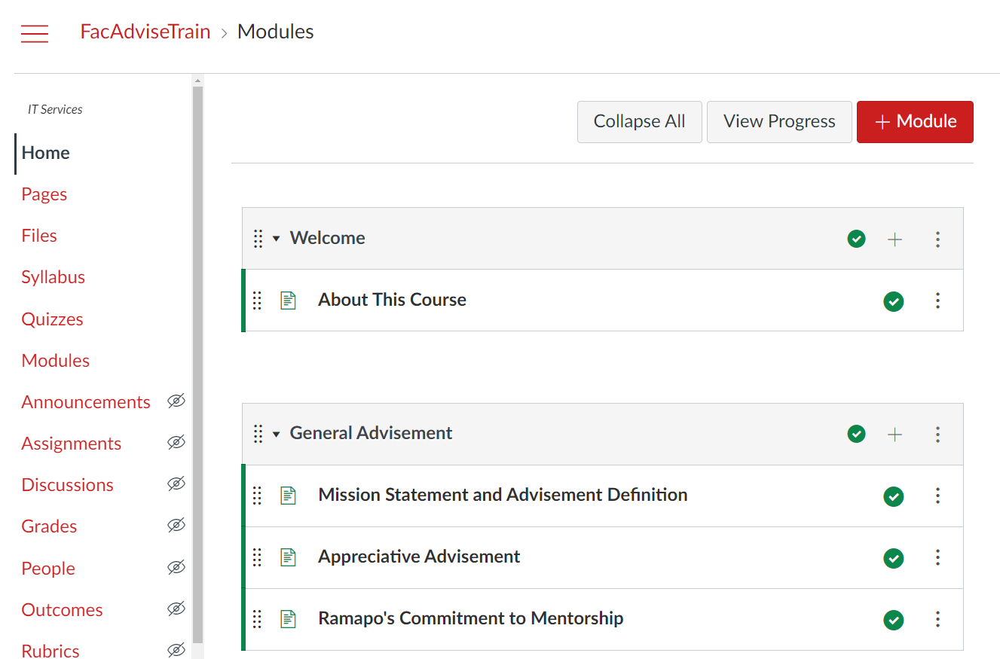 FacAdviseTrain > Modules
IT Services
Home
Pages
Files
Syllabus
Quizzes
Modules
Announcements
Assignments
Discussions
Grades
People
Outcomes
Rubrics
Collapse All
View Progress
+ Module
Welcome
About This Course
General Advisement
Mission Statement and Advisement Definition
Appreciative Advisement
Ramapo's Commitment to Mentorship